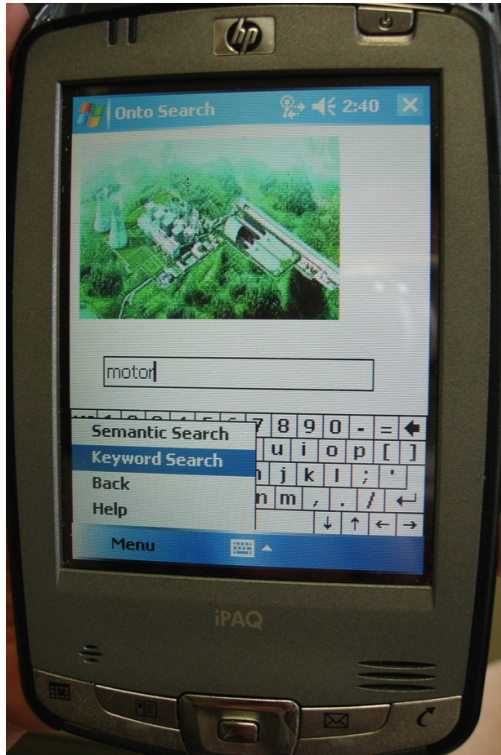 hp
Onto Search 2:40
motor
7 8 9 0 - =
Semantic Search
u i o p [ ]
Keyword Search
j k l ; '
Back
n m , . /
Help
Menu
iPAQ